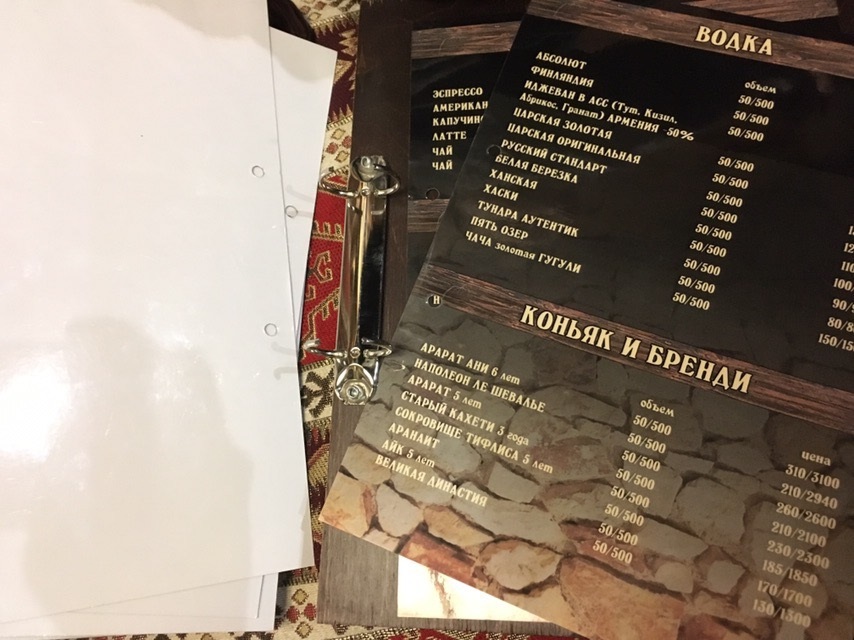 ЭСПРЕССО
АМЕРИКАН
КАПУЧИНО
ЛАТТЕ
ЧАЙ
ЧАЙ
ВОДКА
объем
АБСОЛЮТ 50/500
ФИНЛЯНДИЯ 50/500
ИДЖЕВАН В АСС (Тут, Кизил, 50/500
Абрикос, Гранат) АРМЕНИЯ -50%
ЦАРСКАЯ ЗОЛОТАЯ 50/500
ЦАРСКАЯ ОРИГИНАЛЬНАЯ 50/500
РУССКИЙ СТАНДАРТ 50/500
БЕЛАЯ БЕРЕЗКА 50/500
ХАНСКАЯ 50/500
ХАСКИ 50/500
ТУНДРА АУТЕНТИК 50/500
ПЯТЬ ОЗЕР 50/500
ЧАЧА золотая ГУГУЛИ 50/500
Н
КОНЬЯК И БРЕНДИ
объем цена
АРАРАТ АНИ 6 лет 50/500 310/3100
НАПОЛЕОН ЛЕ ШЕВАЛЬЕ 50/500 210/2940
АРАРАТ 5 лет 50/500 260/2600
СТАРЫЙ КАХЕТИ 3 года 50/500 210/2100
СОКРОВИЩЕ ТИФЛИСА 5 лет 50/500 230/2300
АРАНАИТ 50/500 185/1850
АЙК 5 лет 50/500 170/1700
ВЕЛИКАЯ ДИНАСТИЯ 50/500 130/1300